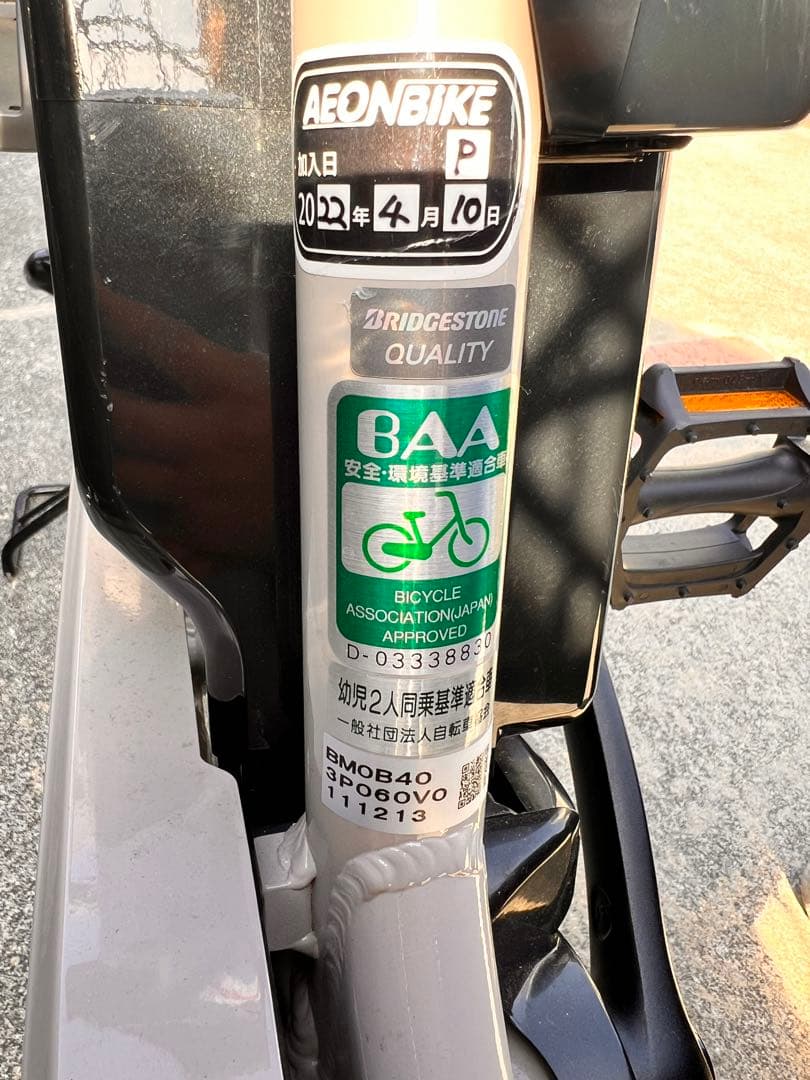 AEONBIKE
加入日 P
2022年4月10日
BRIDGESTONE
QUALITY
BAA
安全・環境基準適合車
BICYCLE
ASSOCIATION(JAPAN)
APPROVED
D-03338830
幼児2人同乗基準適合車
一般社団法人自転車協会
BM0B40
3P060V0
111213